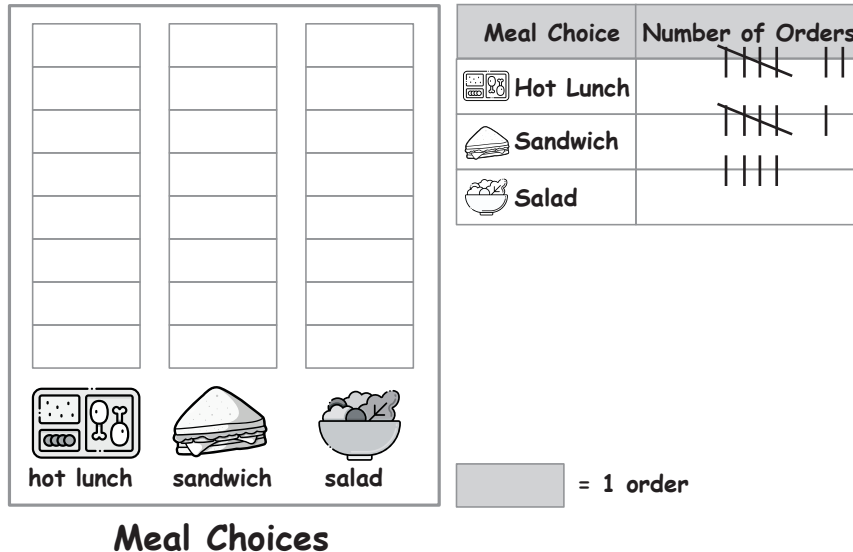 Meal Choice Number of Orders
Hot Lunch
Sandwich
Salad
hot lunch sandwich salad
= 1 order
Meal Choices